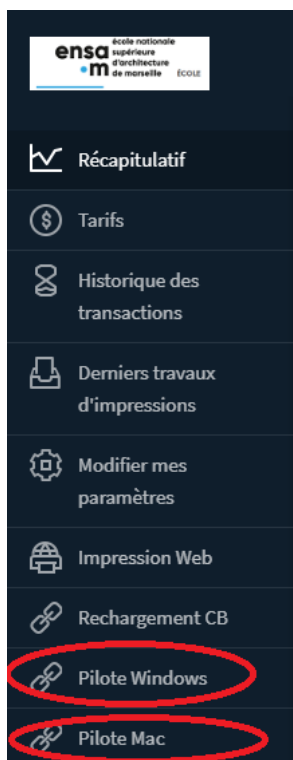 école nationale
ensa supérieure
d'architecture
•m de marseille ÉCOLE
Récapitulatif
Tarifs
Historique des
transactions
Derniers travaux
d'impressions
Modifier mes
paramètres
Impression Web
Rechargement CB
Pilote Windows
Pilote Mac